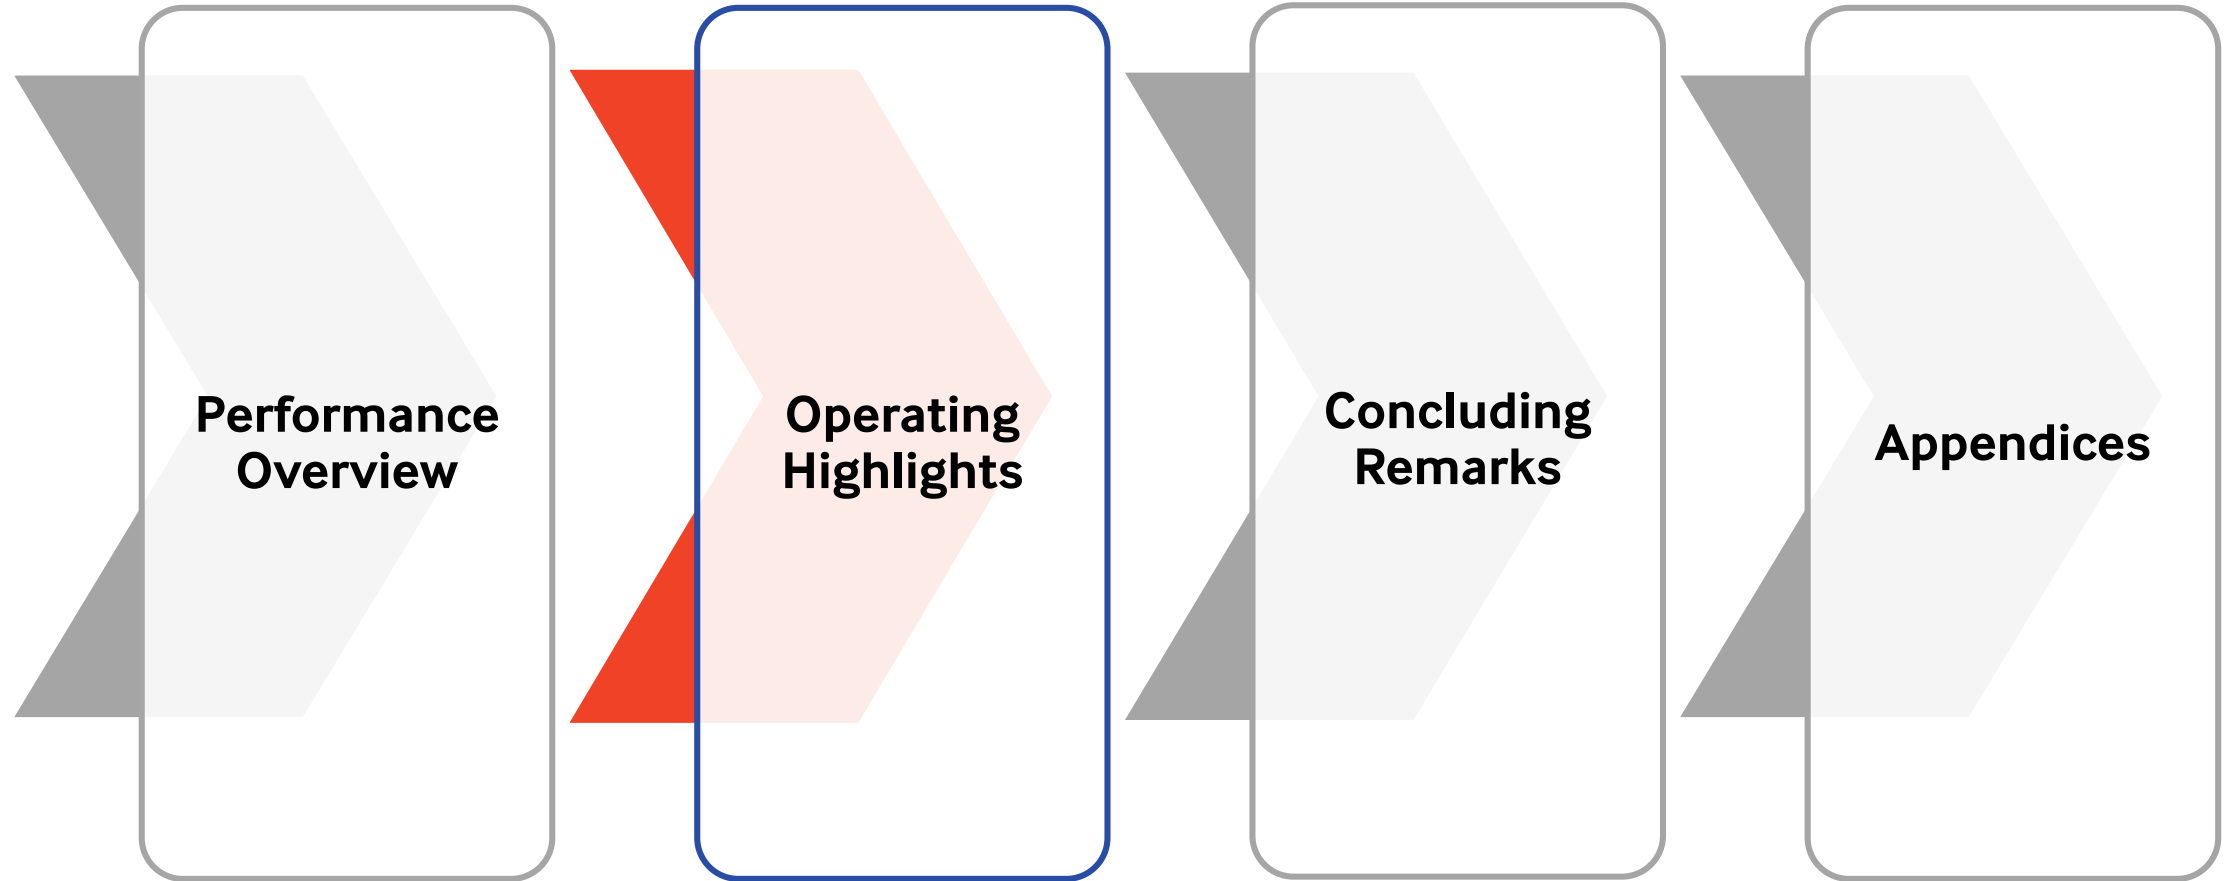 Performance
Overview
Operating
Highlights
Concluding
Remarks
Appendices